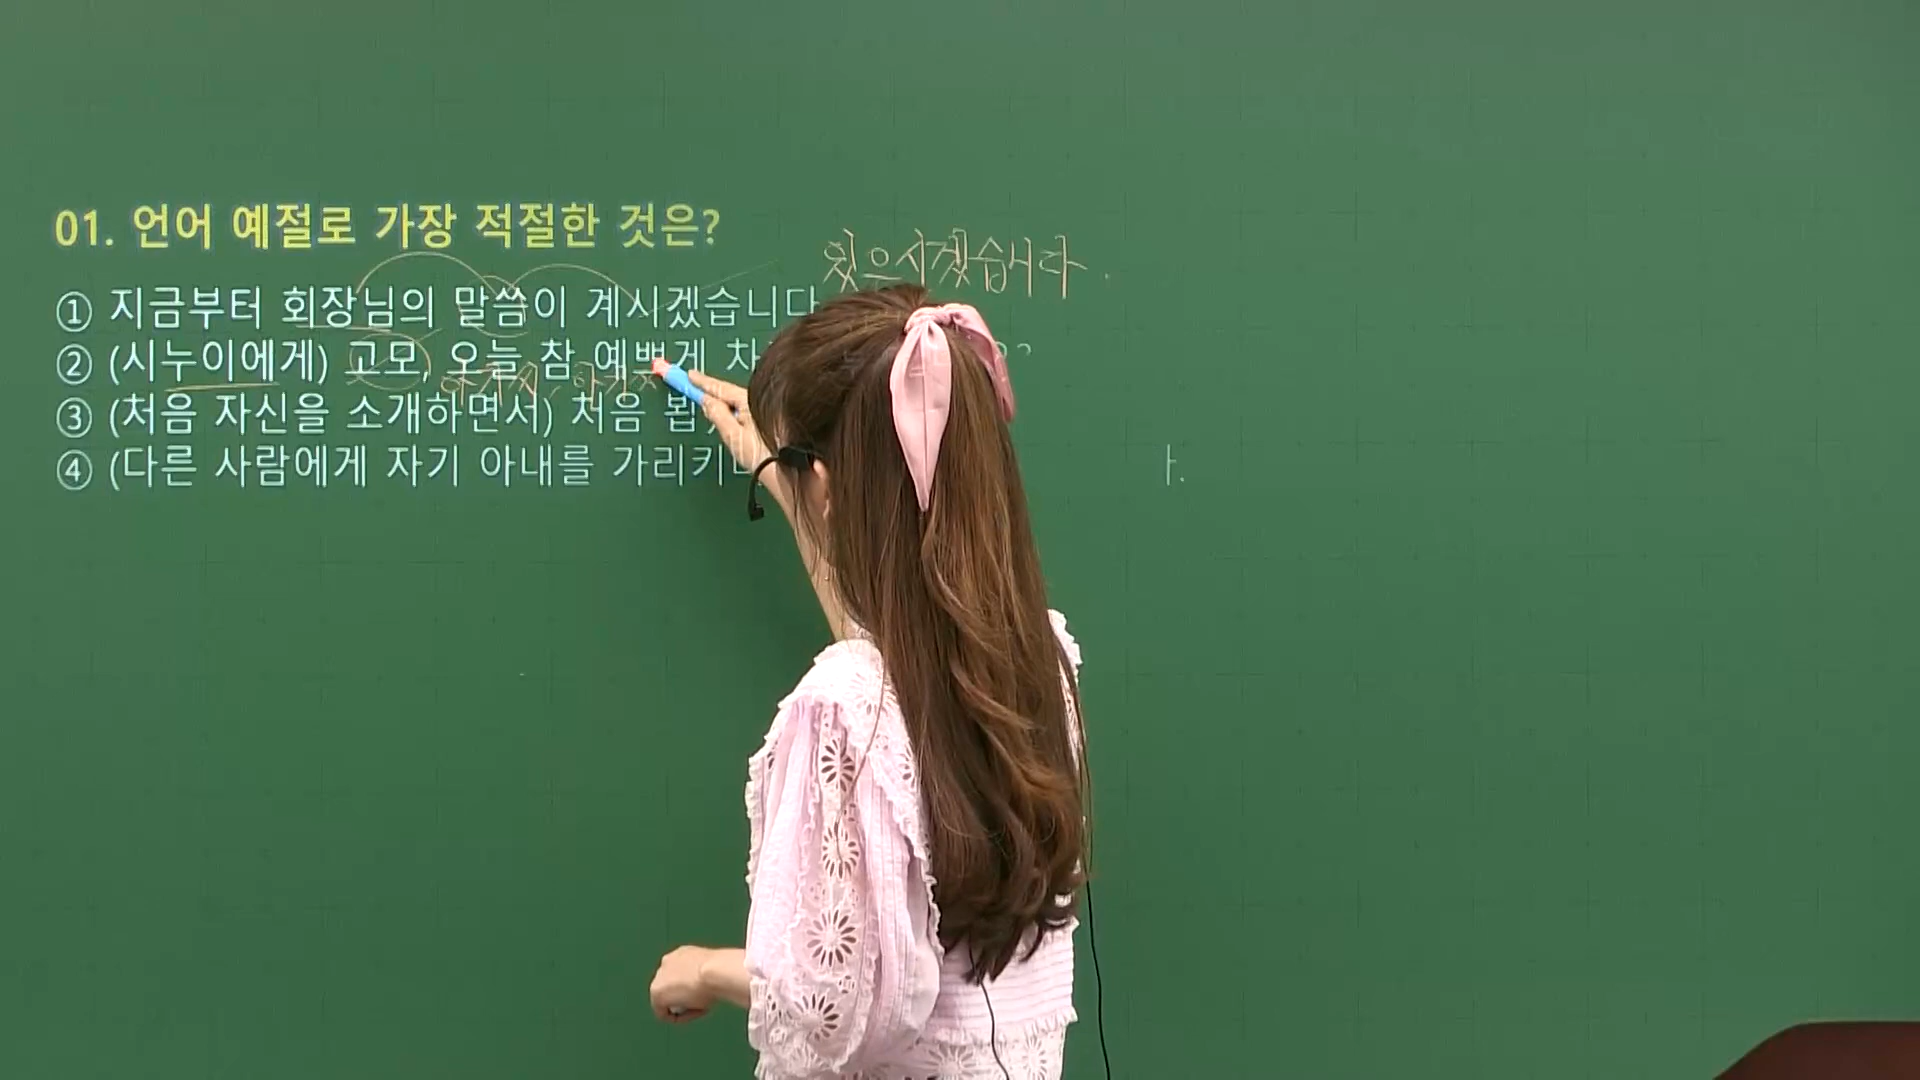 01. 언어 예절로 가장 적절한 것은?
있으시겠습니다.
① 지금부터 회장님의 말씀이 계시겠습니다
② (시누이에게) 고모, 오늘 참 예쁘게
③ (처음 자신을 소개하면서) 처음 뵙
④ (다른 사람에게 자기 아내를 가리키